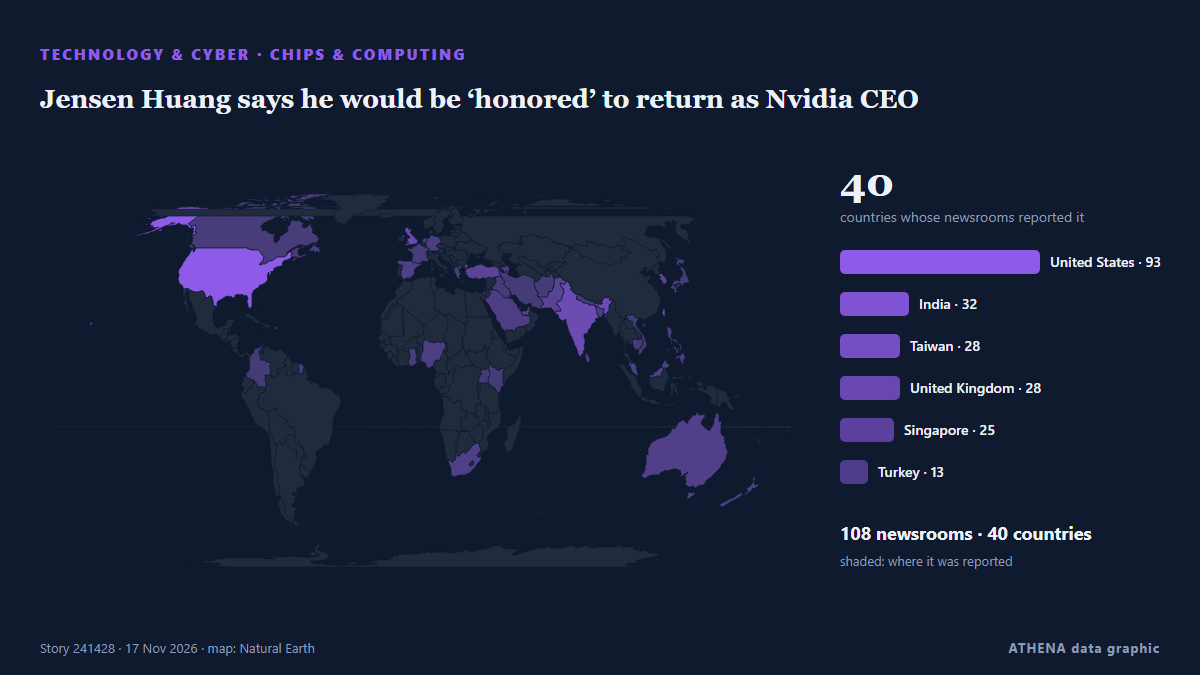 TECHNOLOGY & CYBER · CHIPS & COMPUTING
Jensen Huang says he would be ‘honored’ to return as Nvidia CEO
40
countries whose newsrooms reported it
United States · 93
India · 32
Taiwan · 28
United Kingdom · 28
Singapore · 25
Turkey · 13
108 newsrooms · 40 countries
shaded: where it was reported
Story 241428 · 17 Nov 2026 · map: Natural Earth
ATHENA data graphic